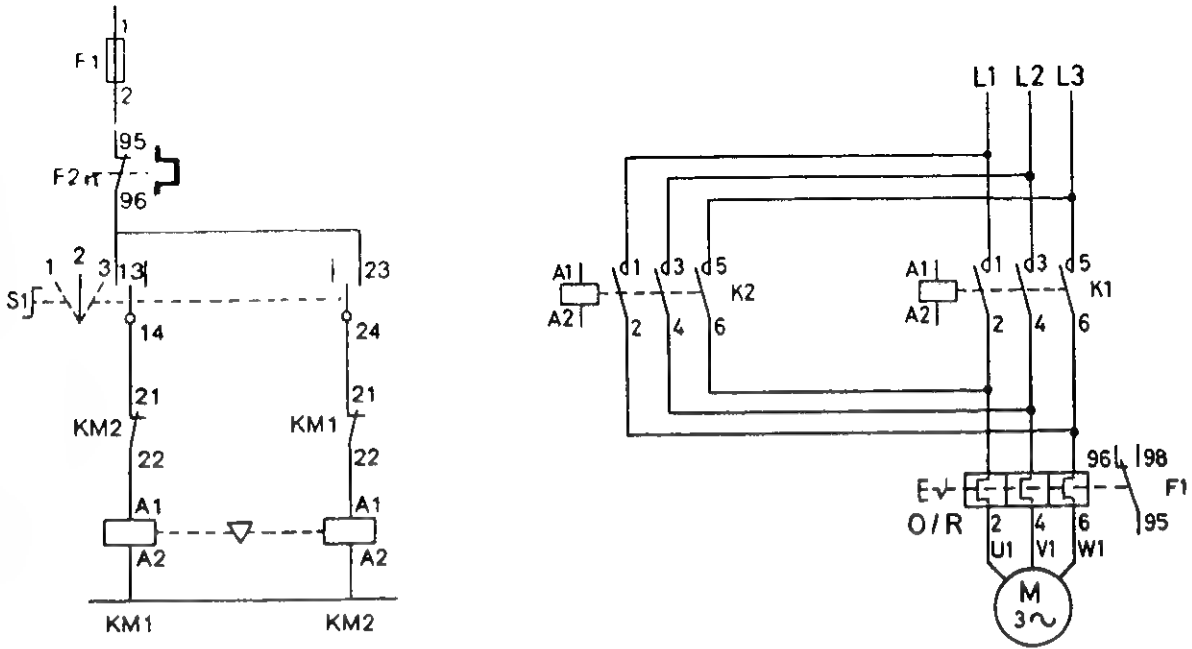 1
F1
2
95
F2
96
1 2 3 13 23
S1
14 24
21 21
KM2 KM1
22 22
A1 A1
A2 A2
KM1 KM2
L1 L2 L3
A1 1 3 5 A1 1 3 5
K2 K1
A2 2 4 6 A2 2 4 6
96 98
E F1
O/R 2 4 6 95
U1 V1 W1
M
3~